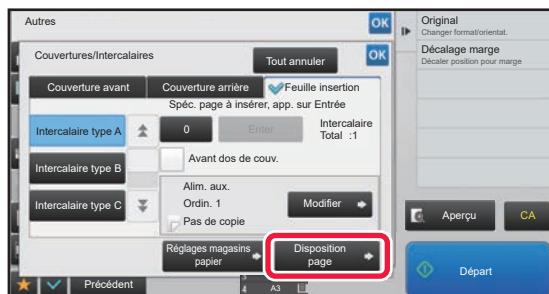 Autres
OK
Original
Changer format/orientat.
Décalage marge
Décaler position pour marge
Couvertures/Intercalaires
Tout annuler
OK
Couverture avant
Couverture arrière
Feuille insertion
Spéc. page à insérer, app. sur Entrée
Intercalaire type A
0
Enter
Intercalaire
Total :1
Intercalaire type B
Avant dos de couv.
Intercalaire type C
Alim. aux.
Ordin. 1
Pas de copie
Modifier
Aperçu
CA
Réglages magasins
papier
Disposition
page
Précédent
4
A3
Départ